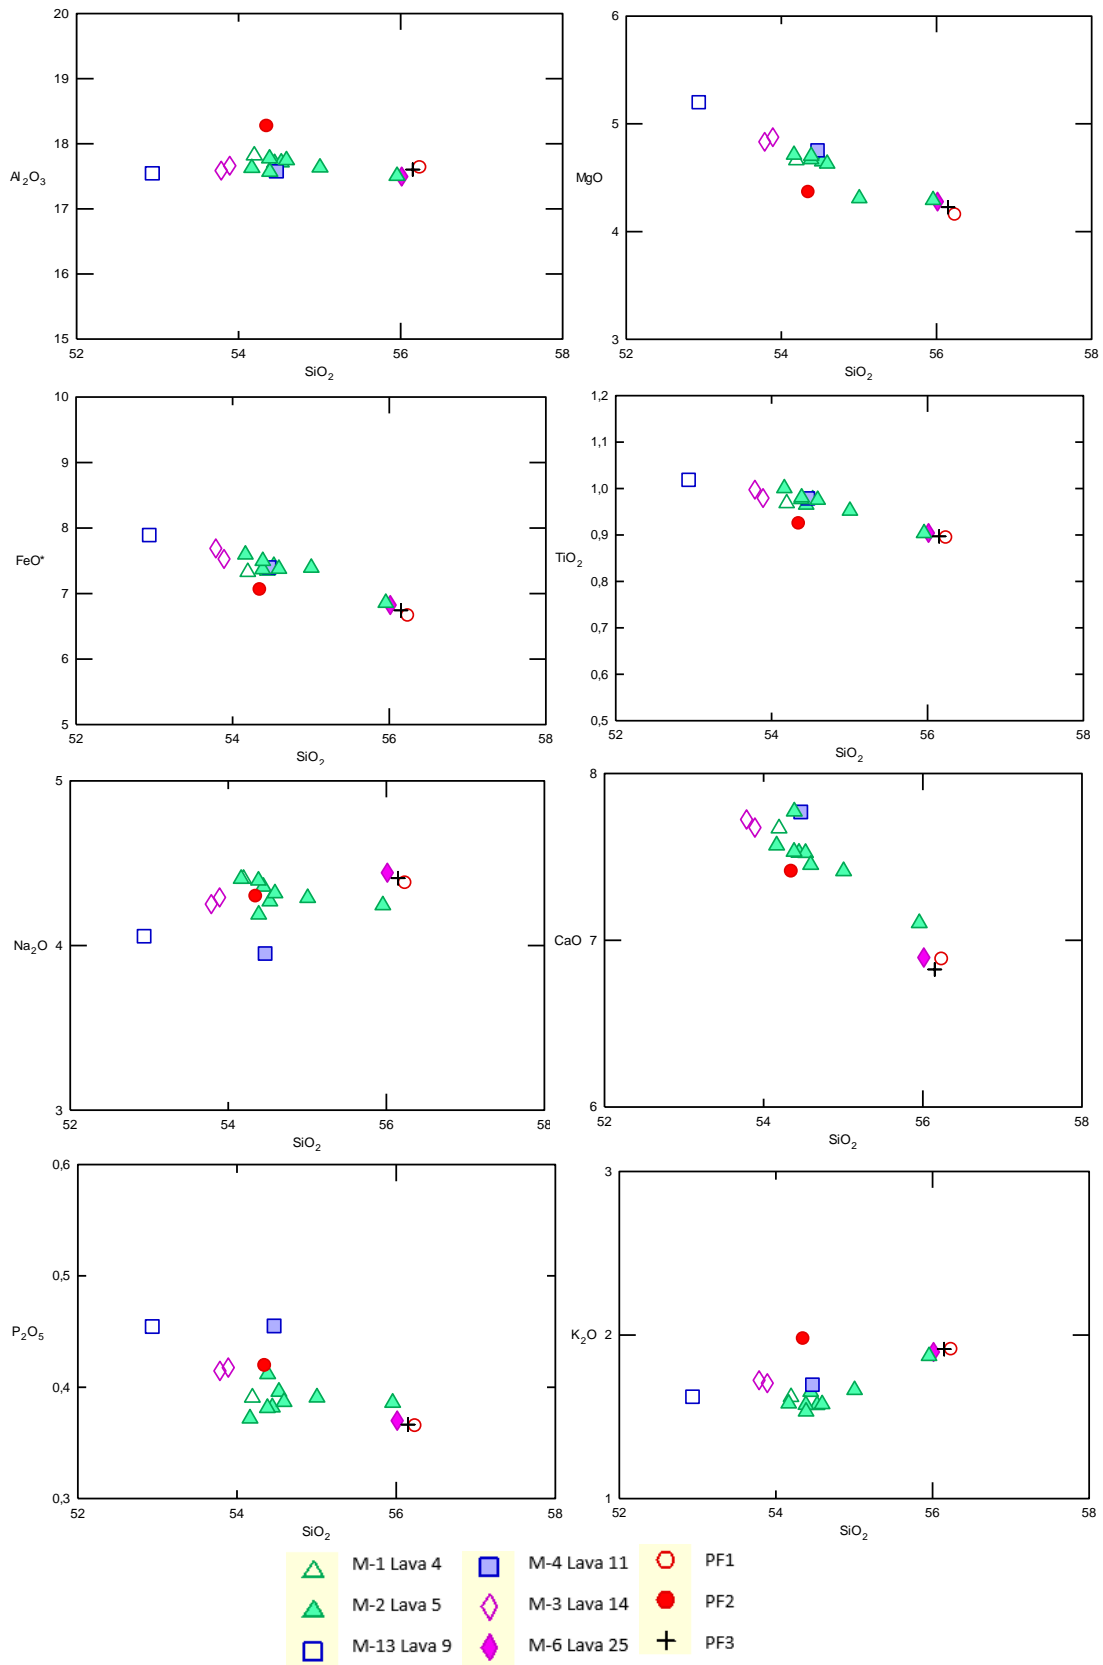 20
19
18
Al2O3
17
16
15
52
54
56
58
SiO2
6
5
MgO
4
3
52
54
56
58
SiO2
10
9
8
FeO*
7
6
5
52
54
56
58
SiO2
1,2
1,1
1,0
0,9
TiO2
0,8
0,7
0,6
0,5
52
54
56
58
SiO2
5
Na2O 4
3
52
54
56
58
SiO2
8
CaO 7
6
52
54
56
58
SiO2
0,6
0,5
P2O5
0,4
0,3
52
54
56
58
SiO2
3
K2O 2
1
52
54
56
58
SiO2
M-1 Lava 4
M-4 Lava 11
PF1
M-2 Lava 5
M-3 Lava 14
PF2
M-13 Lava 9
M-6 Lava 25
PF3